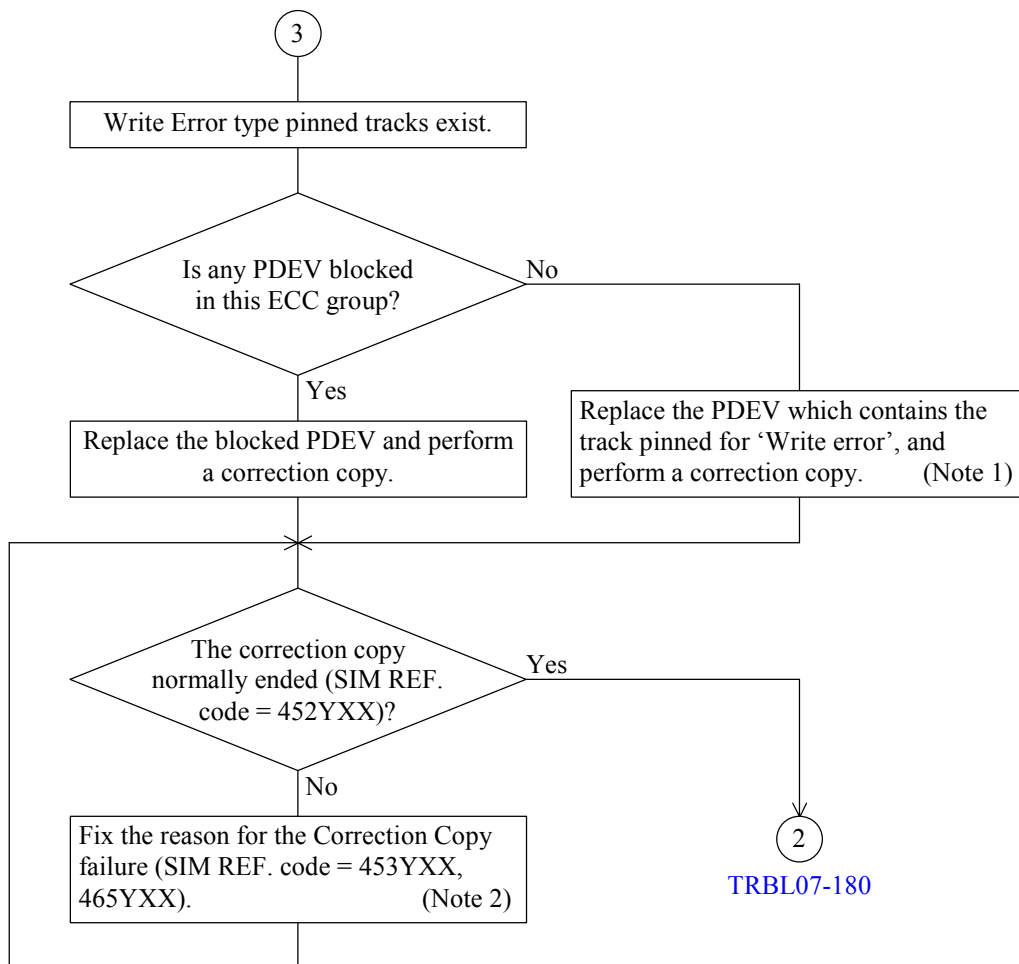 3
Write Error type pinned tracks exist.
Is any PDEV blocked
in this ECC group?
No
Yes
Replace the blocked PDEV and perform
a correction copy.
Replace the PDEV which contains the
track pinned for ‘Write error’, and
perform a correction copy. (Note 1)
The correction copy
normally ended (SIM REF.
code = 452YXX)?
Yes
No
Fix the reason for the Correction Copy
failure (SIM REF. code = 453YXX,
465YXX). (Note 2)
2
TRBL07-180